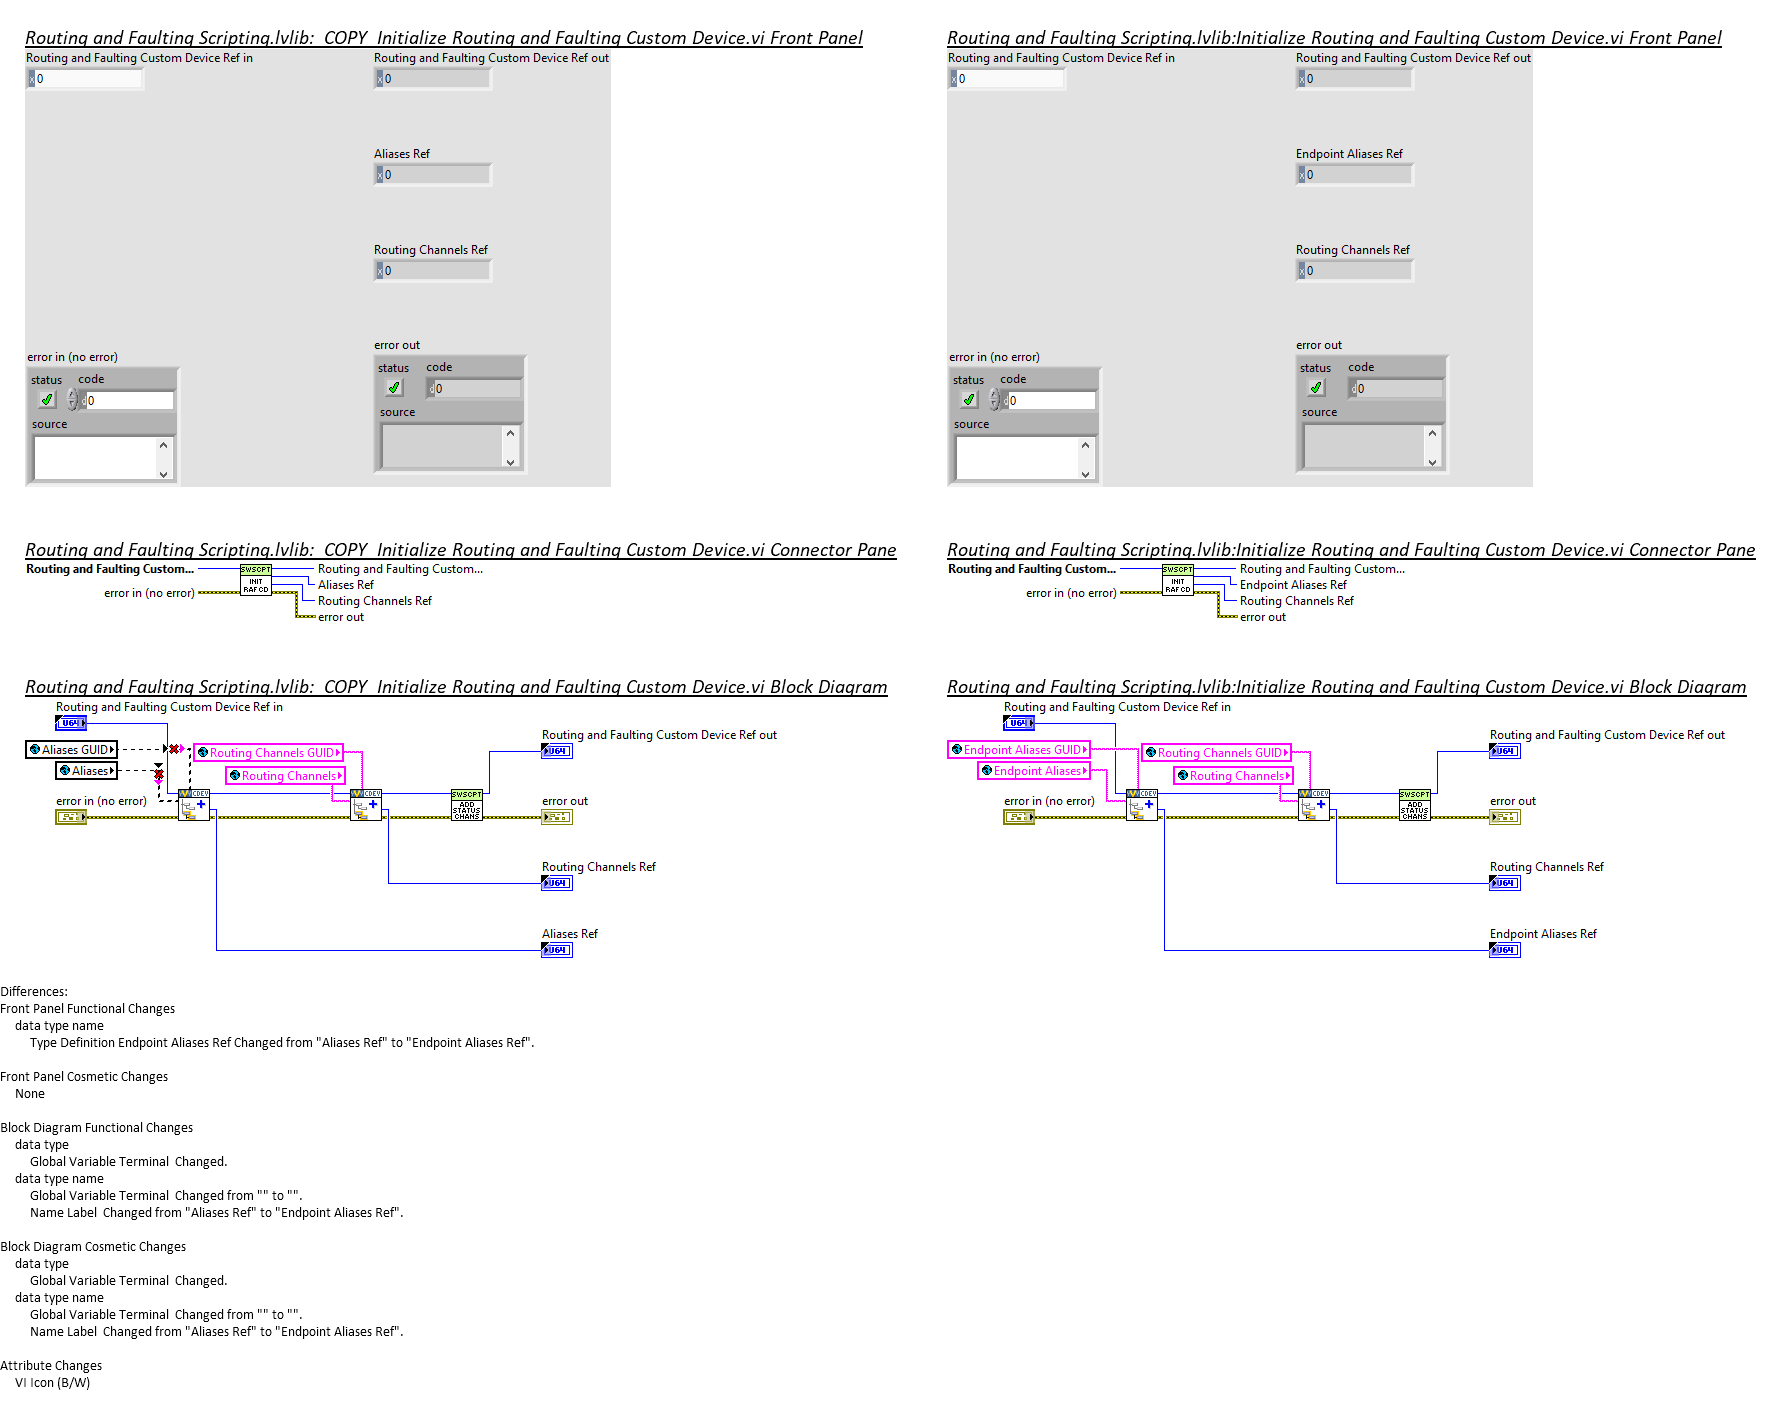 Routing and Faulting Scripting.lvlib:  COPY  Initialize Routing and Faulting Custom Device.vi Front Panel
Routing and Faulting Custom Device Ref in
x 0
Routing and Faulting Custom Device Ref out
x 0
Aliases Ref
x 0
Routing Channels Ref
x 0
error in (no error)
status
code
d 0
source
error out
status
code
d 0
source
Routing and Faulting Scripting.lvlib:Initialize Routing and Faulting Custom Device.vi Front Panel
Routing and Faulting Custom Device Ref in
x 0
Routing and Faulting Custom Device Ref out
x 0
Endpoint Aliases Ref
x 0
Routing Channels Ref
x 0
error in (no error)
status
code
d 0
source
error out
status
code
d 0
source
Routing and Faulting Scripting.lvlib:  COPY  Initialize Routing and Faulting Custom Device.vi Connector Pane
Routing and Faulting Custom...
error in (no error)
SWSCPT
INIT
RAF CD
Routing and Faulting Custom...
Aliases Ref
Routing Channels Ref
error out
Routing and Faulting Scripting.lvlib:Initialize Routing and Faulting Custom Device.vi Connector Pane
Routing and Faulting Custom...
error in (no error)
SWSCPT
INIT
RAF CD
Routing and Faulting Custom...
Endpoint Aliases Ref
Routing Channels Ref
error out
Routing and Faulting Scripting.lvlib:  COPY  Initialize Routing and Faulting Custom Device.vi Block Diagram
Routing and Faulting Custom Device Ref in
U64
Aliases GUID
Aliases
Routing Channels GUID
Routing Channels
error in (no error)
CDEV
CDEV
SWSCPT
ADD
STATUS
CHANS
Routing and Faulting Custom Device Ref out
U64
error out
Routing Channels Ref
U64
Aliases Ref
U64
Routing and Faulting Scripting.lvlib:Initialize Routing and Faulting Custom Device.vi Block Diagram
Routing and Faulting Custom Device Ref in
U64
Endpoint Aliases GUID
Endpoint Aliases
Routing Channels GUID
Routing Channels
error in (no error)
CDEV
CDEV
SWSCPT
ADD
STATUS
CHANS
Routing and Faulting Custom Device Ref out
U64
error out
Routing Channels Ref
U64
Endpoint Aliases Ref
U64
Differences:
Front Panel Functional Changes
data type name
Type Definition Endpoint Aliases Ref Changed from "Aliases Ref" to "Endpoint Aliases Ref".
Front Panel Cosmetic Changes
None
Block Diagram Functional Changes
data type
Global Variable Terminal  Changed.
data type name
Global Variable Terminal  Changed from "" to "".
Name Label  Changed from "Aliases Ref" to "Endpoint Aliases Ref".
Block Diagram Cosmetic Changes
data type
Global Variable Terminal  Changed.
data type name
Global Variable Terminal  Changed from "" to "".
Name Label  Changed from "Aliases Ref" to "Endpoint Aliases Ref".
Attribute Changes
VI Icon (B/W)